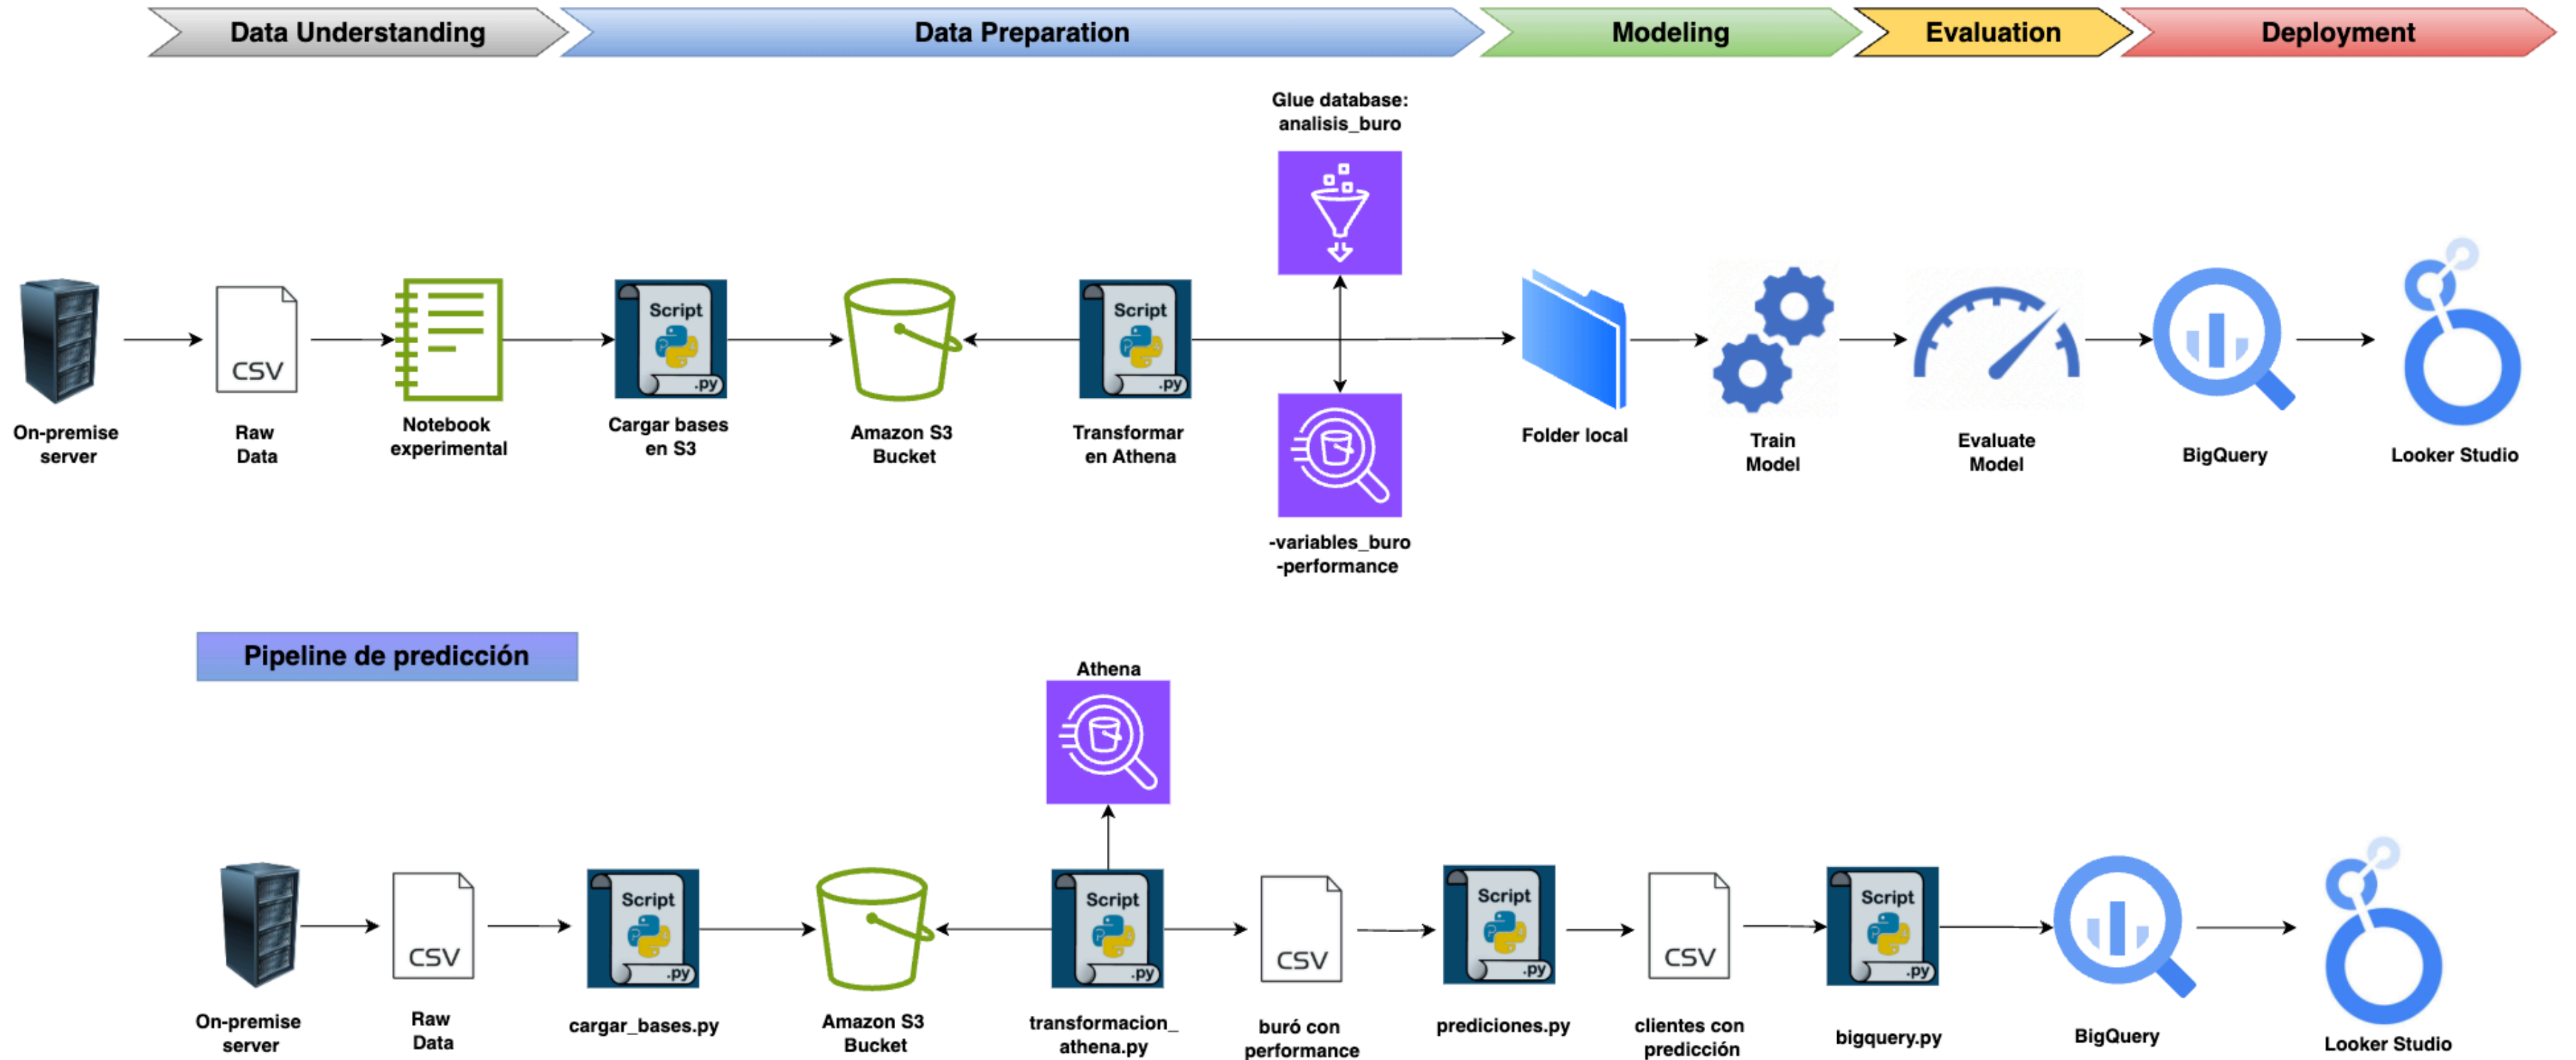 Data Understanding
Data Preparation
Modeling
Evaluation
Deployment
Glue database:
analisis_buro
Script
.py
Script
.py
CSV
On-premise
server
Raw
Data
Notebook
experimental
Cargar bases
en S3
Amazon S3
Bucket
Transformar
en Athena
-variables_buro
-performance
Folder local
Train
Model
Evaluate
Model
BigQuery
Looker Studio
Pipeline de predicción
Athena
CSV
Script
.py
Script
.py
CSV
Script
.py
CSV
Script
.py
On-premise
server
Raw
Data
cargar_bases.py
Amazon S3
Bucket
transformacion_
athena.py
buró con
performance
prediciones.py
clientes con
predicción
bigquery.py
BigQuery
Looker Studio